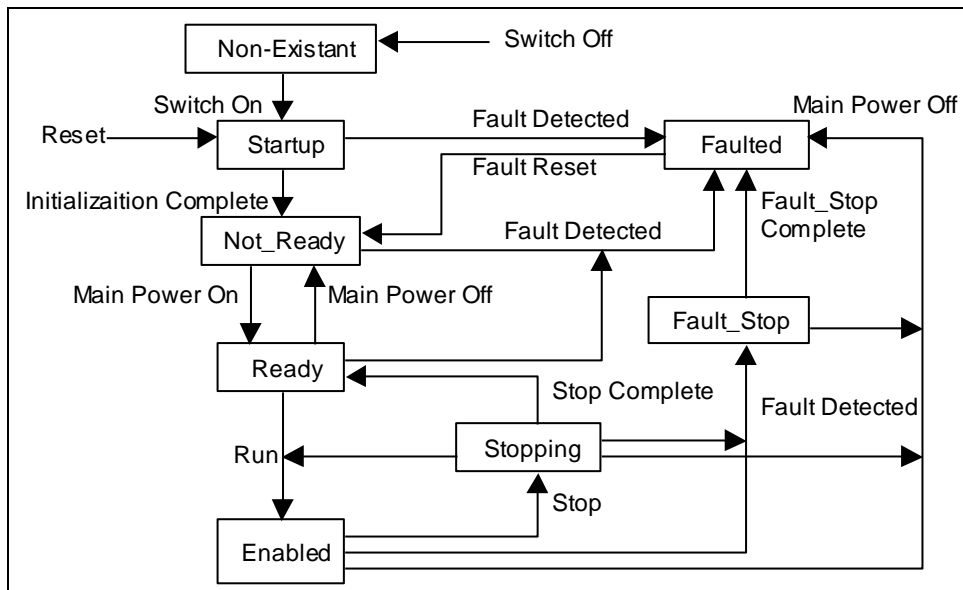 Switch Off
Non-Existant
Switch On
Main Power Off
Reset
Startup
Fault Detected
Faulted
Fault Reset
Initializaition Complete
Fault_Stop
Complete
Not_Ready
Fault Detected
Main Power On
Main Power Off
Fault_Stop
Ready
Stop Complete
Fault Detected
Run
Stopping
Stop
Enabled